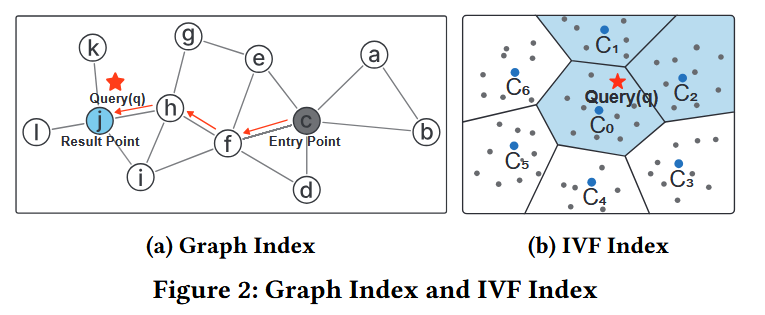 k
g
e
a
Query(q)
h
l
j
c
b
Result Point
f
Entry Point
i
d
C₁
C₆
Query(q)
C₂
C₀
C₅
C₃
C₄
(a) Graph Index
(b) IVF Index
Figure 2: Graph Index and IVF Index